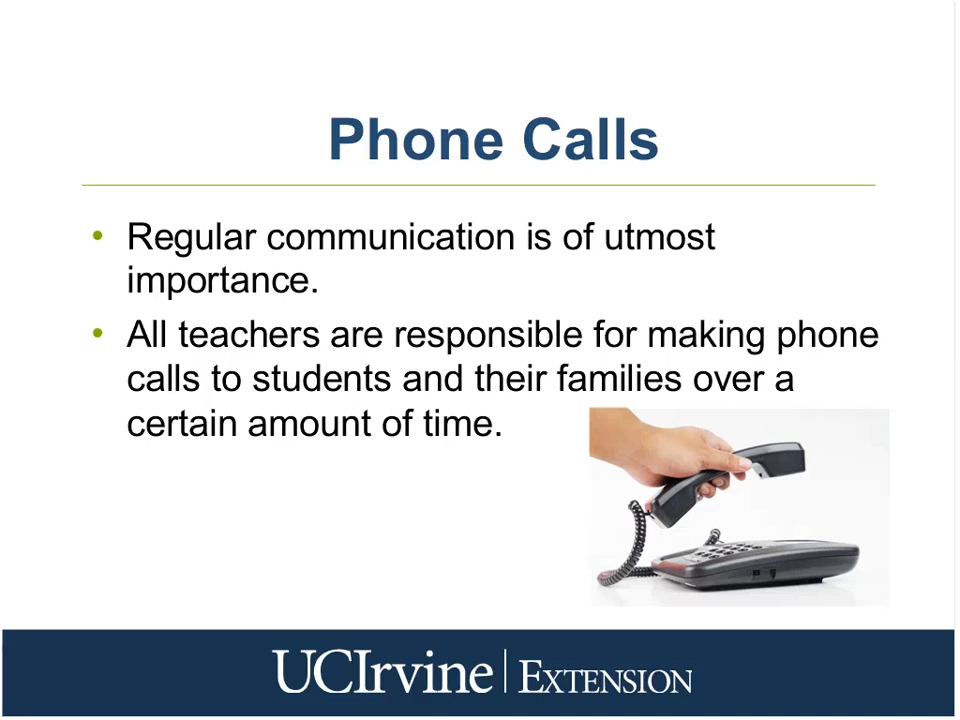 Phone Calls
• Regular communication is of utmost
importance.
• All teachers are responsible for making phone
calls to students and their families over a
certain amount of time.
UCIrvine | EXTENSION